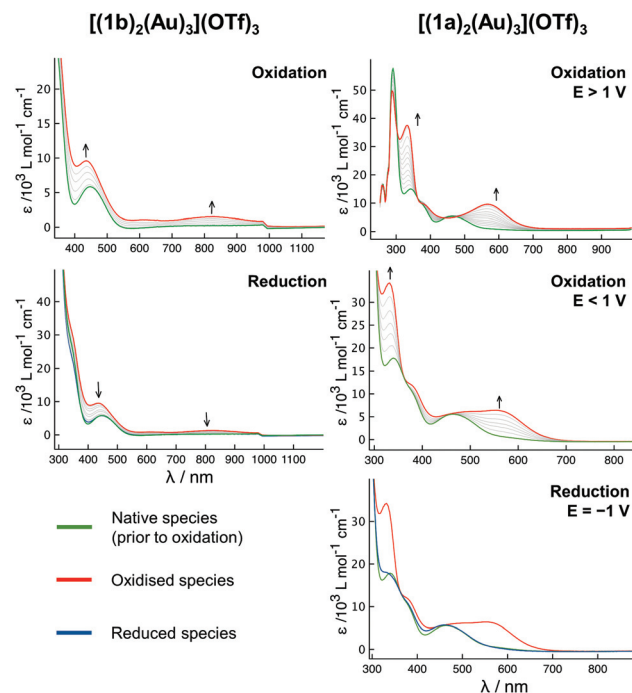 [(1b)₂(Au)₃](OTf)₃
[(1a)₂(Au)₃](OTf)₃
Oxidation
ε /10³ L mol⁻¹ cm⁻¹
20
15
10
5
0
400 500 600 700 800 900 1000 1100
Oxidation
E > 1 V
ε /10³ L mol⁻¹ cm⁻¹
50
40
30
20
10
0
300 400 500 600 700 800 900
Reduction
ε /10³ L mol⁻¹ cm⁻¹
40
30
20
10
0
300 400 500 600 700 800 900 1000 1100
λ / nm
Oxidation
E < 1 V
ε /10³ L mol⁻¹ cm⁻¹
35
30
25
20
15
10
5
0
300 400 500 600 700 800
Reduction
E = −1 V
ε /10³ L mol⁻¹ cm⁻¹
30
20
10
0
300 400 500 600 700 800
λ / nm
Native species
(prior to oxidation)
Oxidised species
Reduced species